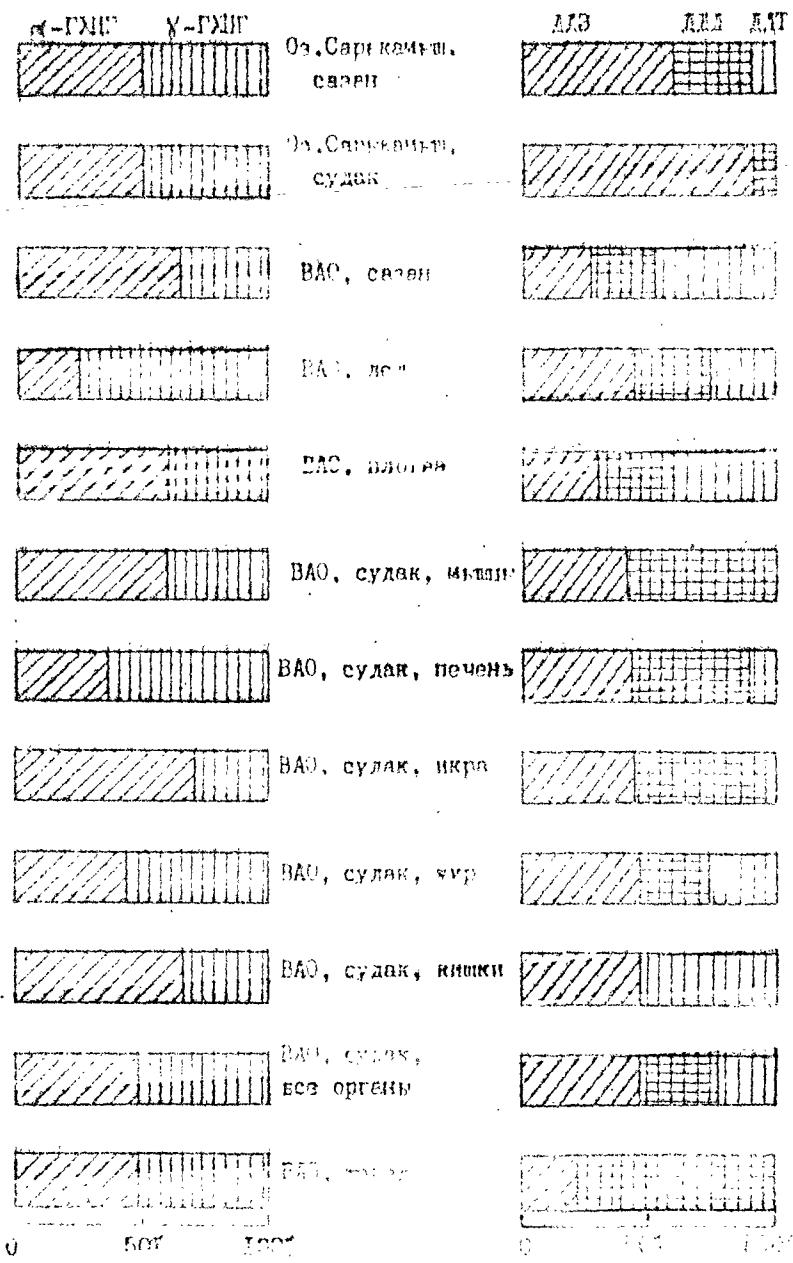 α-ГХЦГ γ-ГХЦГ ДДЭ ДДД ДДТ
Оз.Сарыкамыш,
сазан
Оз.Сарыкамыш,
судак
ВАО, сазан
ВАО, лещ
ВАО,
ВАО, судак, мышцы
ВАО, судак, печень
ВАО, судак, икра
ВАО, судак, жир
ВАО, судак, кишки
ВАО, судак,
все органы
ВАО,
0 50% 100% 0